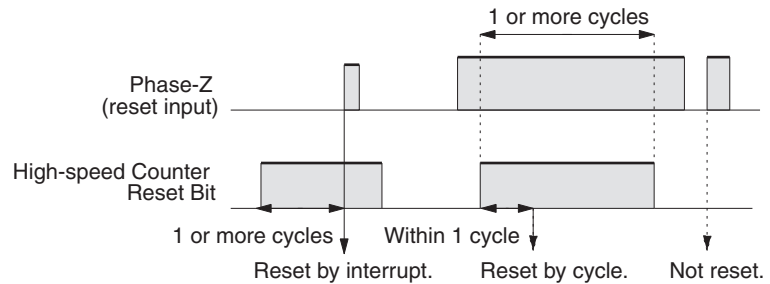 1 or more cycles
Phase-Z
(reset input)
High-speed Counter
Reset Bit
1 or more cycles
Within 1 cycle
Reset by interrupt.
Reset by cycle.
Not reset.